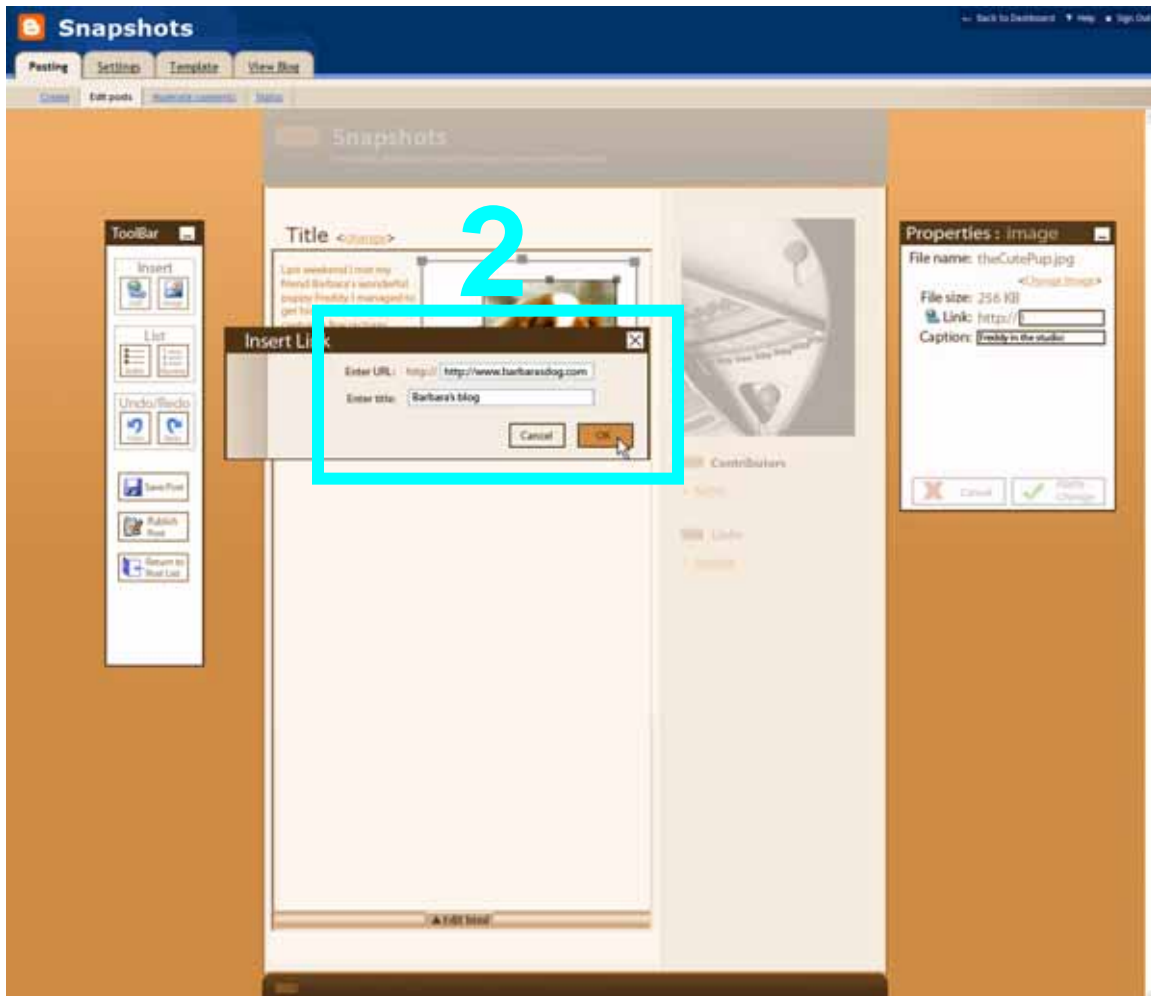 Snapshots
← Back to Dashboard ? Help × Sign Out
Posting Settings Template View Blog
Create Edit posts Moderate comments Status
Snapshots
ToolBar
Insert
List
Undo/Redo
Save Post
Publish
Post
Return to
Post List
Title <change>
Last weekend I met my
friend Barbara's wonderful
puppy Freddy. I managed to
2
Insert Link
Enter URL: http:// http://www.barbarasdog.com
Enter title: Barbara's blog
Cancel OK
▲ Edit html
Contributors
Links
Properties: image
File name: theCutePup.jpg
<Change Image>
File size: 256 KB
Link: http://
Caption: Freddy in the studio
Cancel Apply
Change